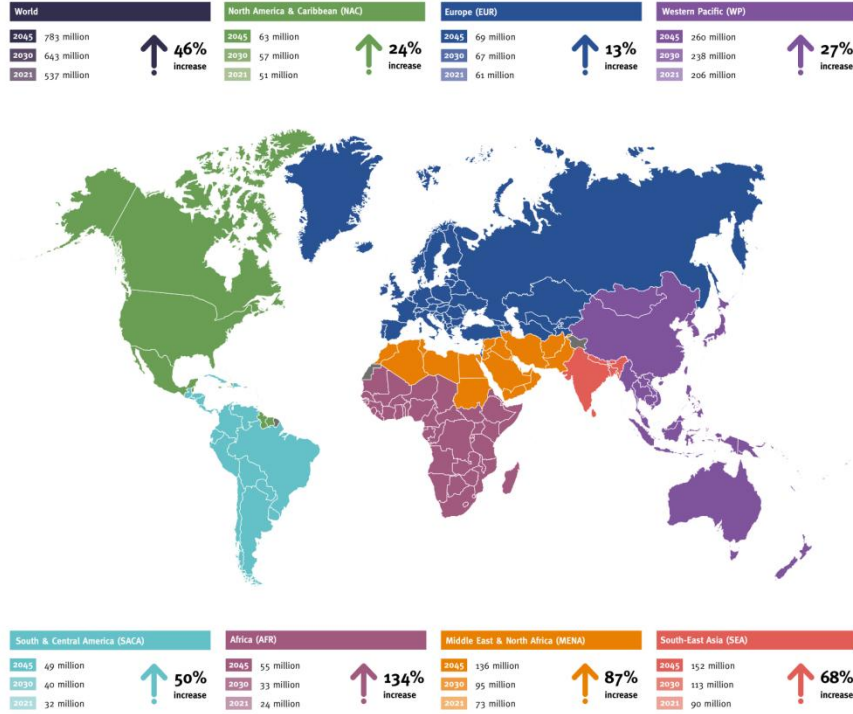 World
2045 783 million
2030 643 million
2021 537 million
46%
increase
North America & Caribbean (NAC)
2045 63 million
2030 57 million
2021 51 million
24%
increase
Europe (EUR)
2045 69 million
2030 67 million
2021 61 million
13%
increase
Western Pacific (WP)
2045 260 million
2030 238 million
2021 206 million
27%
increase
South & Central America (SACA)
2045 49 million
2030 40 million
2021 32 million
50%
increase
Africa (AFR)
2045 55 million
2030 33 million
2021 24 million
134%
increase
Middle East & North Africa (MENA)
2045 136 million
2030 95 million
2021 73 million
87%
increase
South-East Asia (SEA)
2045 152 million
2030 113 million
2021 90 million
68%
increase